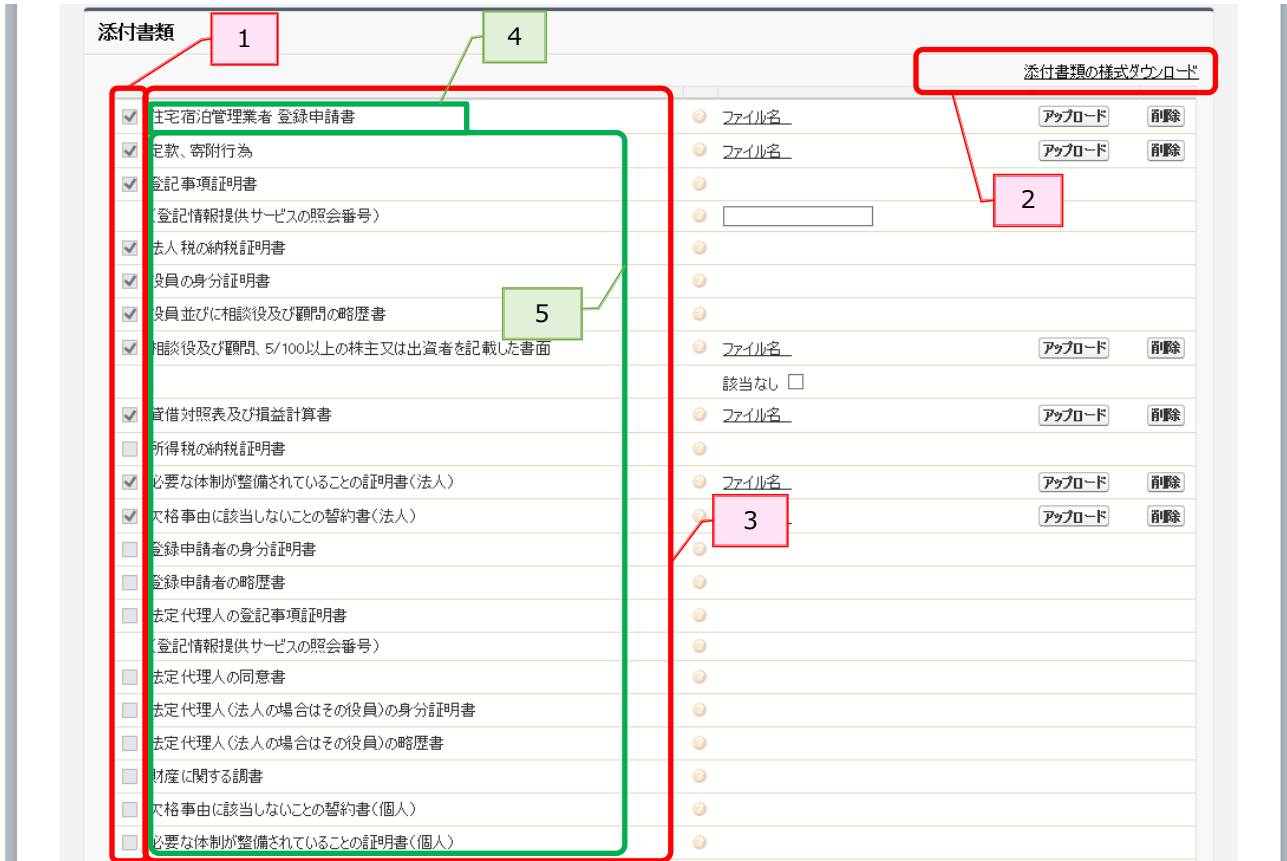 添付書類
1
4
添付書類の様式ダウンロード
住宅宿泊管理業者 登録申請書 ファイル名 アップロード 削除
定款、寄附行為 ファイル名 アップロード 削除
登記事項証明書
2
(登記情報提供サービスの照会番号)
法人税の納税証明書
役員の身分証明書
役員並びに相談役及び顧問の略歴書
5
相談役及び顧問、5/100以上の株主又は出資者を記載した書面 ファイル名 アップロード 削除
該当なし
貸借対照表及び損益計算書 ファイル名 アップロード 削除
所得税の納税証明書
必要な体制が整備されていることの証明書(法人) ファイル名 アップロード 削除
欠格事由に該当しないことの誓約書(法人) アップロード 削除
3
登録申請者の身分証明書
登録申請者の略歴書
法定代理人の登記事項証明書
(登記情報提供サービスの照会番号)
法定代理人の同意書
法定代理人(法人の場合はその役員)の身分証明書
法定代理人(法人の場合はその役員)の略歴書
財産に関する調書
欠格事由に該当しないことの誓約書(個人)
必要な体制が整備されていることの証明書(個人)